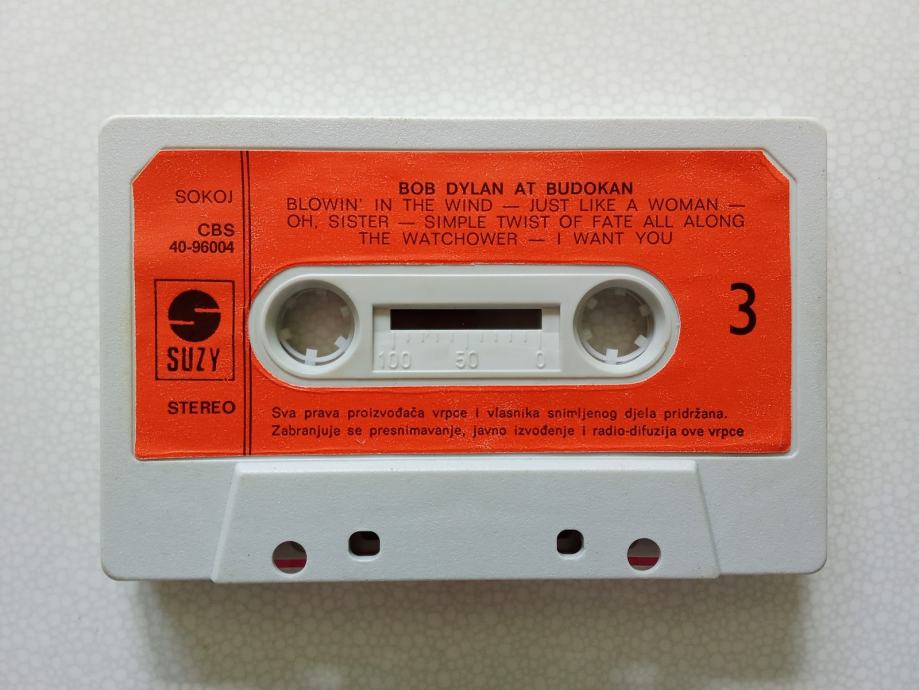 SOKOJ
CBS
40-96004
SUZY
STEREO
BOB DYLAN AT BUDOKAN
BLOWIN' IN THE WIND — JUST LIKE A WOMAN —
OH, SISTER — SIMPLE TWIST OF FATE ALL ALONG
THE WATCHOWER — I WANT YOU
3
100 50 0
Sva prava proizvođača vrpce i vlasnika snimljenog djela pridržana.
Zabranjuje se presnimavanje, javno izvođenje i radio-difuzija ove vrpce